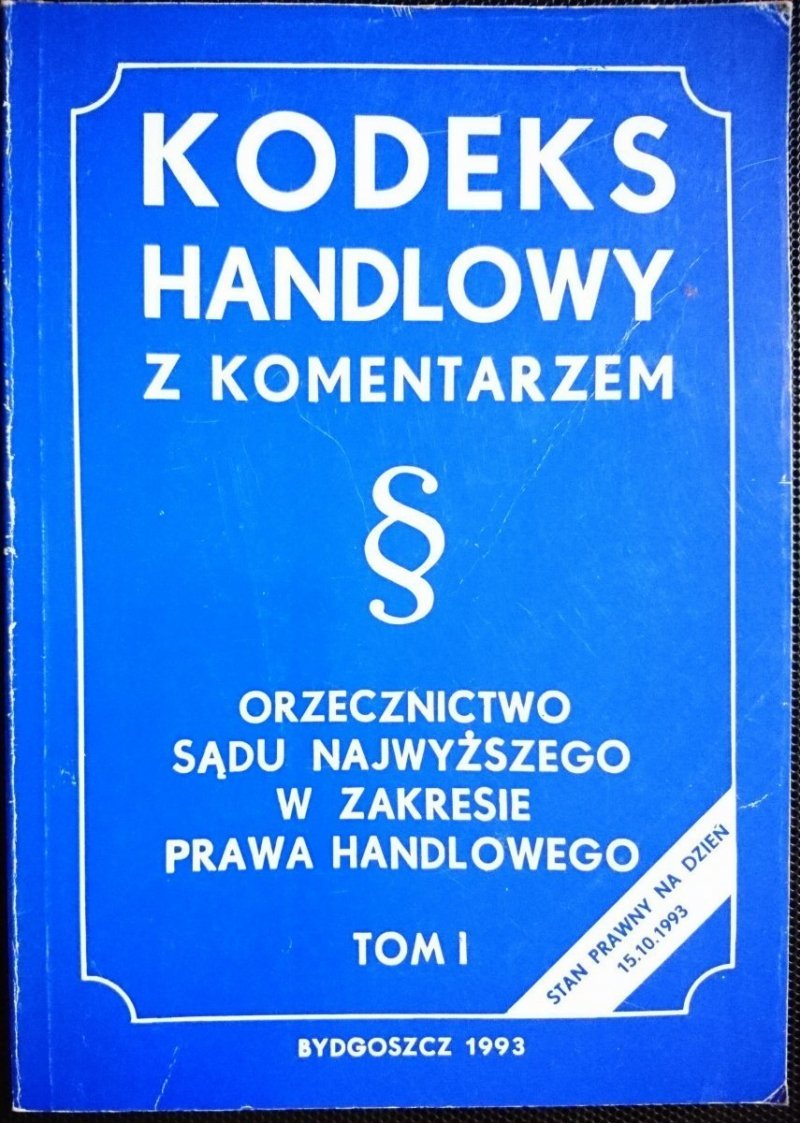 KODEKS
HANDLOWY
Z KOMENTARZEM
§
ORZECZNICTWO
SĄDU NAJWYŻSZEGO
W ZAKRESIE
PRAWA HANDLOWEGO
TOM I
STAN PRAWNY NA DZIEŃ
15.10.1993
BYDGOSZCZ 1993